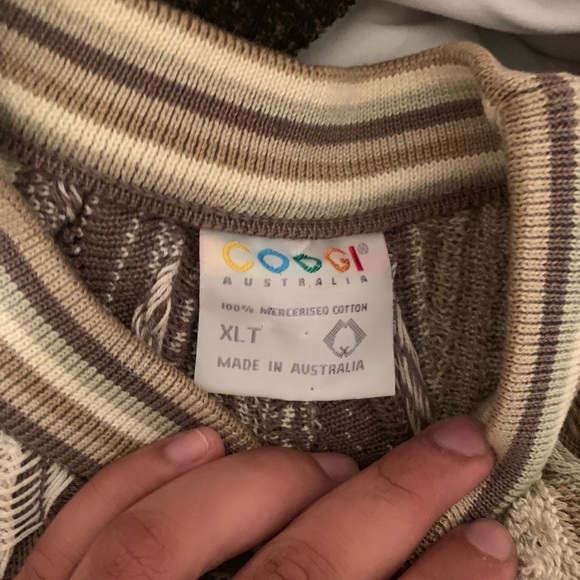 COOGI®
AUSTRALIA
100% MERCERISED COTTON
XLT
MADE IN AUSTRALIA